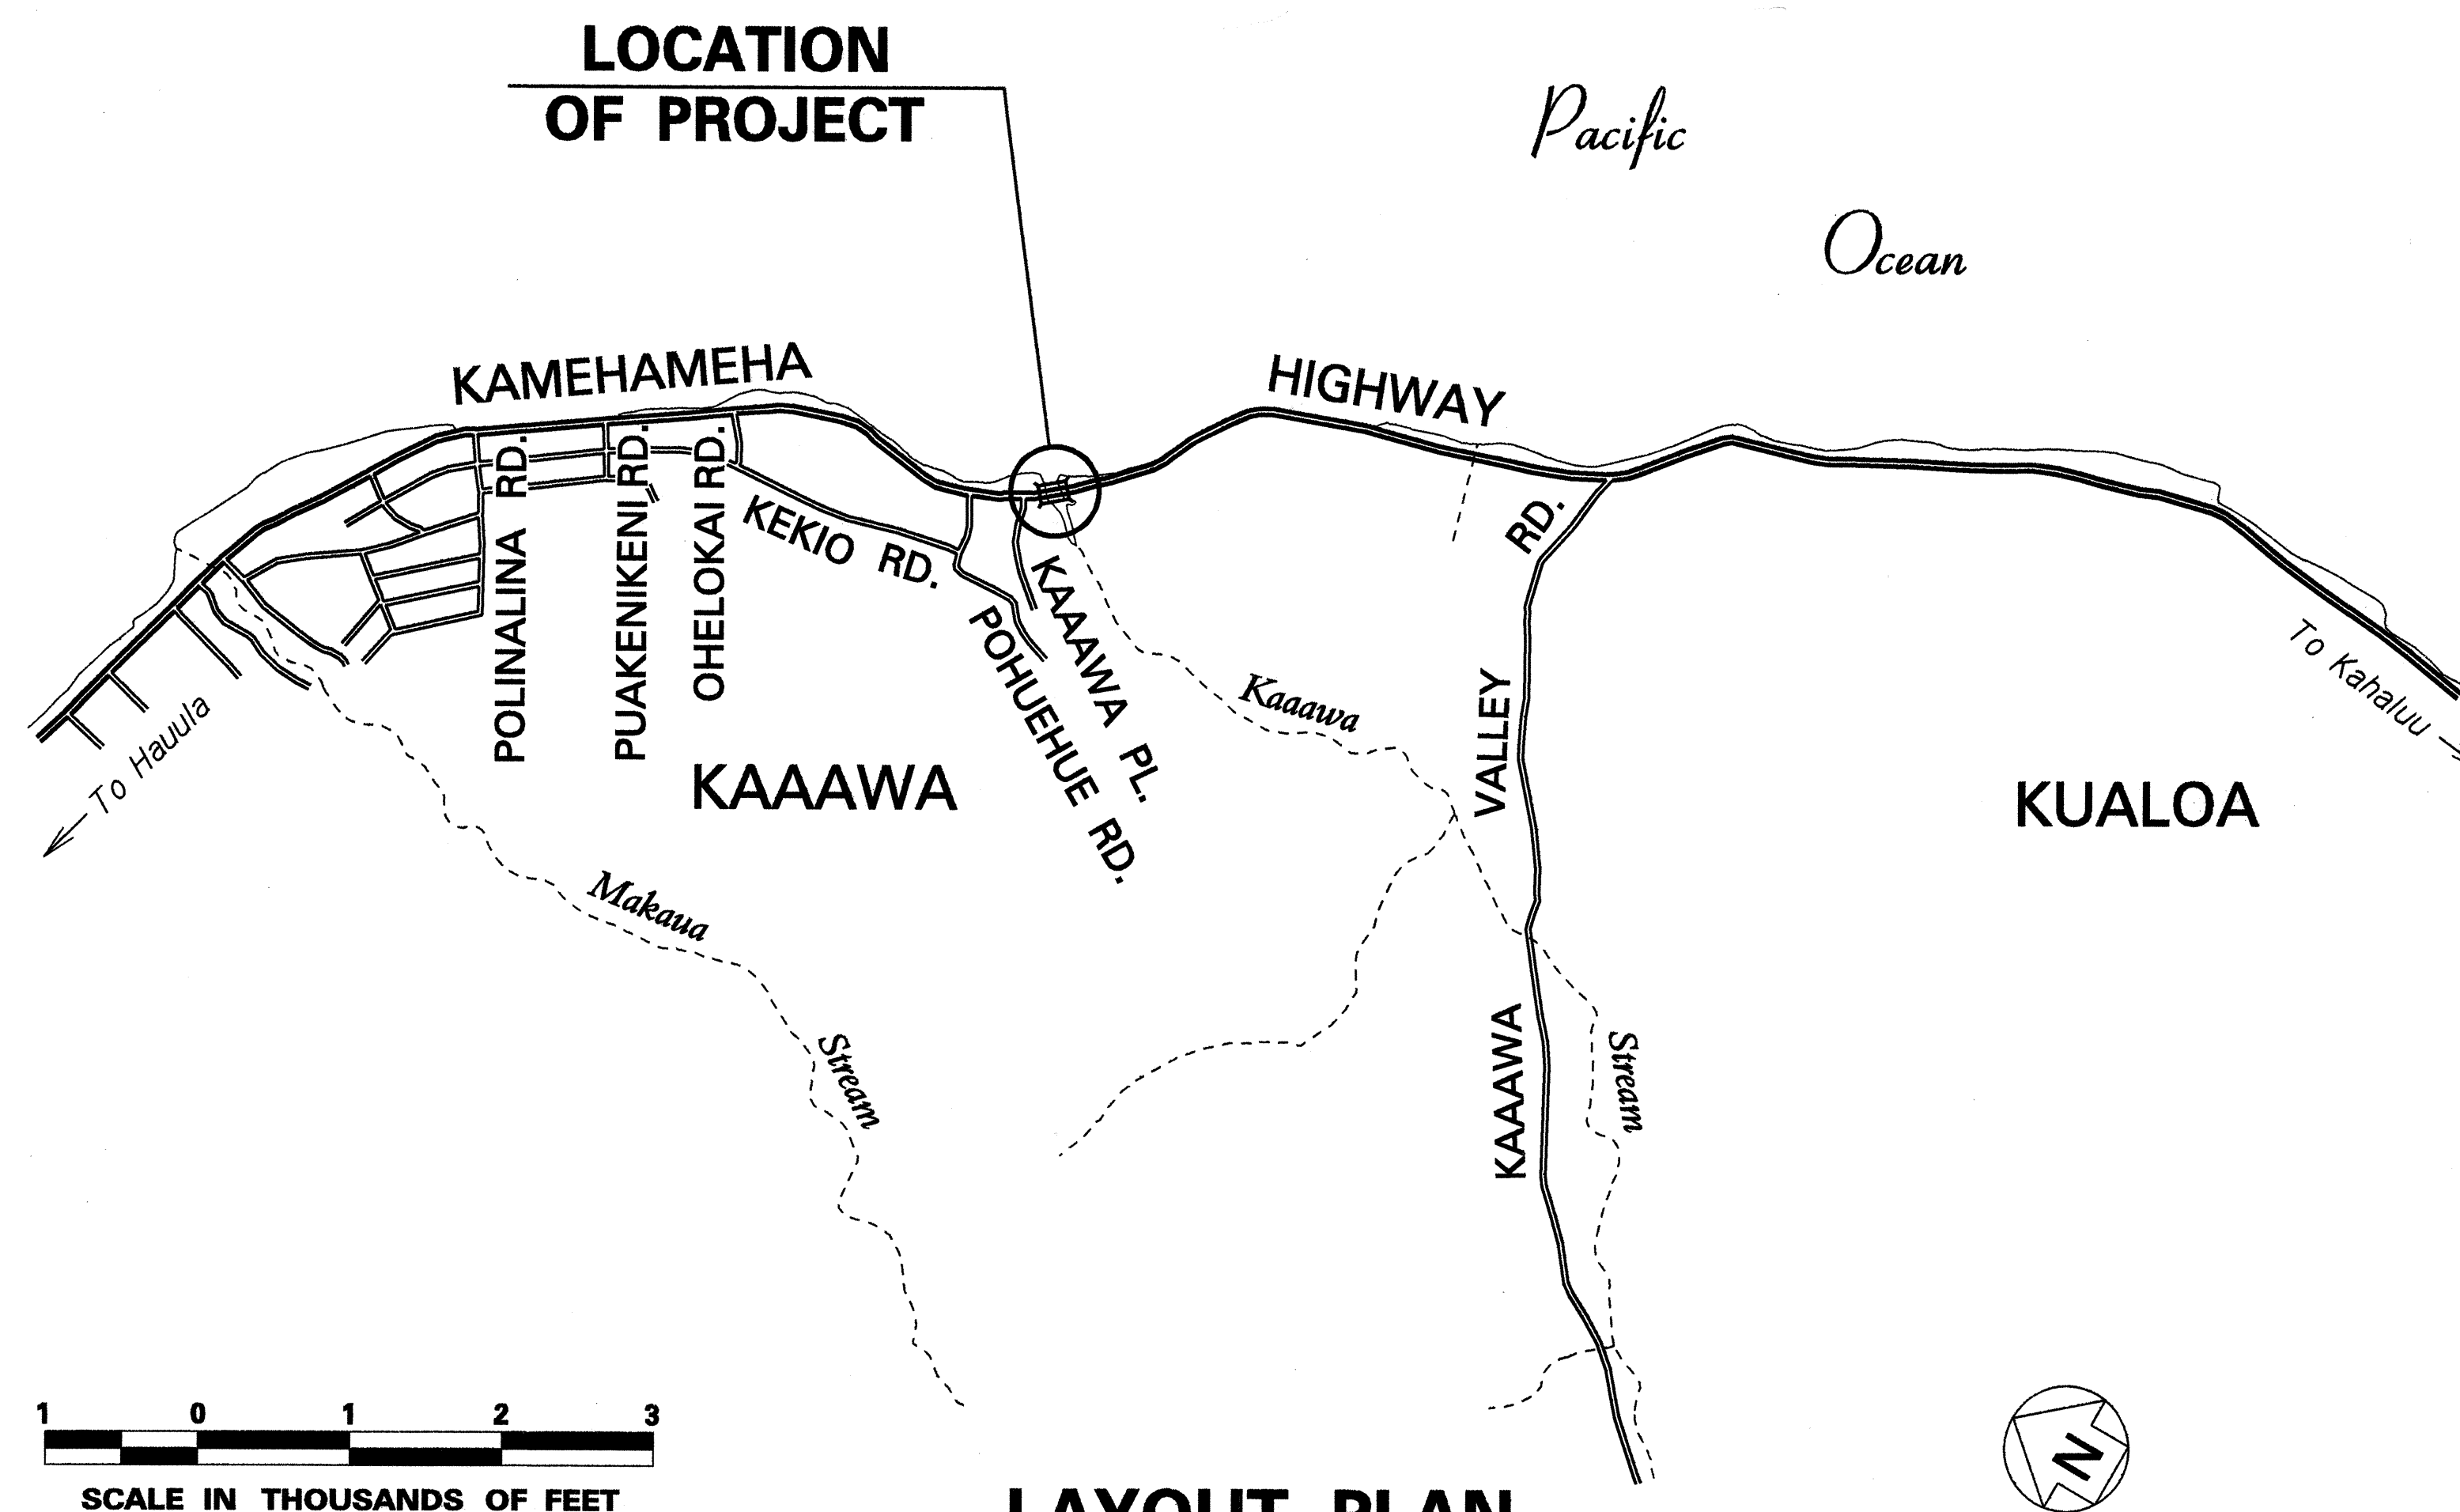 LOCATION
OF PROJECT
Pacific
Ocean
KAMEHAMEHA
HIGHWAY
POLINALINA RD.
PUAKENIKENI RD.
OHELOKAI RD.
KEKIO RD.
KAAAWA PL.
POHUEHUE RD.
VALLEY RD.
KAAAWA
To Hauula
To Kahaluu
KAAAWA
KUALOA
Kaaawa
Stream
Makaua
Stream
1 0 1 2 3
SCALE IN THOUSANDS OF FEET
LAYOUT PLAN
N